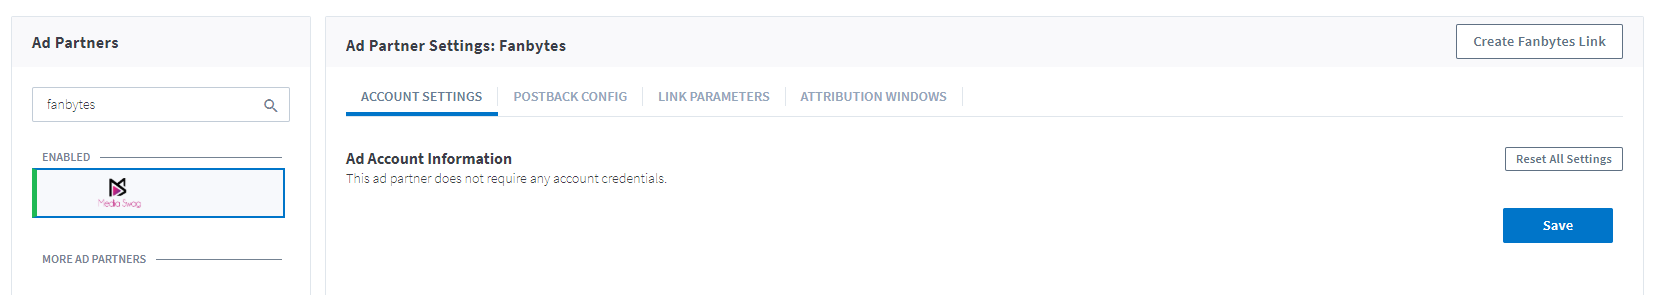 Ad Partners
fanbytes
ENABLED
Media Swag
MORE AD PARTNERS
Ad Partner Settings: Fanbytes
Create Fanbytes Link
ACCOUNT SETTINGS
POSTBACK CONFIG
LINK PARAMETERS
ATTRIBUTION WINDOWS
Ad Account Information
Reset All Settings
This ad partner does not require any account credentials.
Save